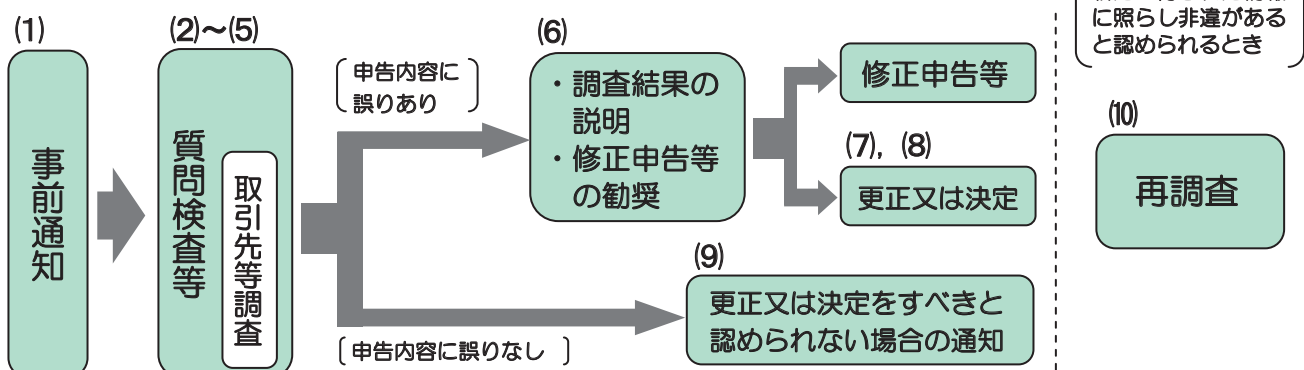 (1)
事前通知
(2)～(5)
質問検査等
取引先等調査
申告内容に
誤りあり
(6)
・調査結果の
説明
・修正申告等
の勧奨
修正申告等
(7)，(8)
更正又は決定
申告内容に誤りなし
(9)
更正又は決定をすべきと
認められない場合の通知
に照らし非違がある
と認められるとき
(10)
再調査